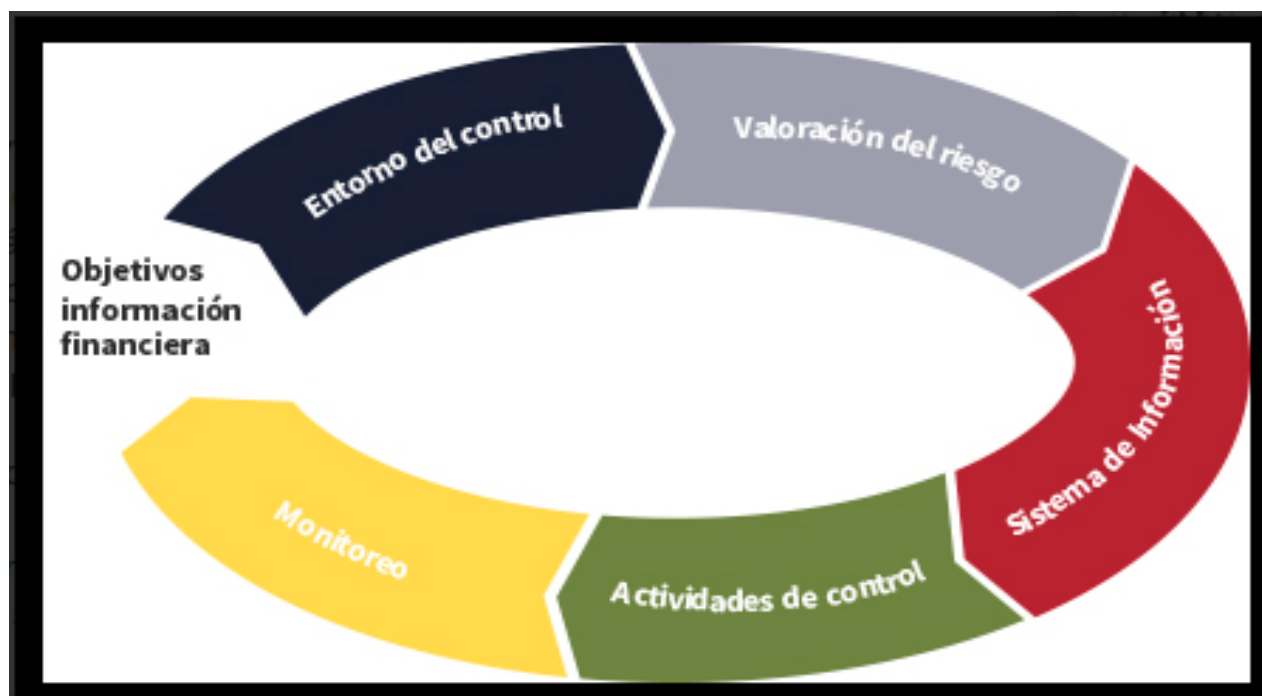 Entorno del control
Valoración del riesgo
Objetivos
información
financiera
Sistema de Información
Monitoreo
Actividades de control